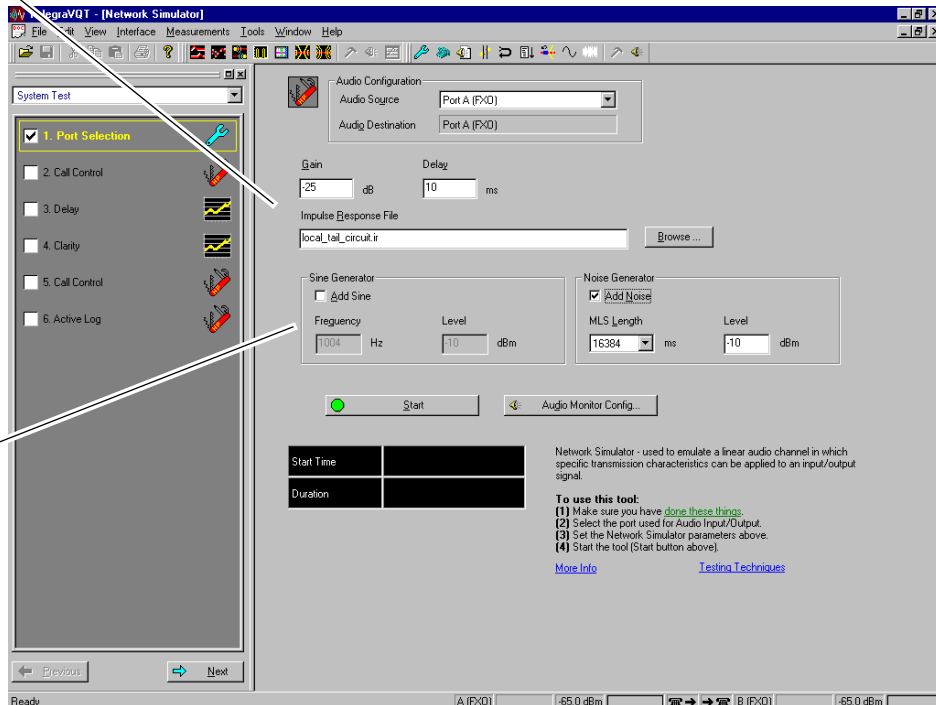 TelegraVQT - [Network Simulator]
File Edit View Interface Measurements Tools Window Help
System Test
1. Port Selection
2. Call Control
3. Delay
4. Clarity
5. Call Control
6. Active Log
Previous
Next
Audio Configuration
Audio Source Port A (FXO)
Audio Destination Port A (FXO)
Gain Delay
-25 dB 10 ms
Impulse Response File
local_tail_circuit.ir Browse ...
Sine Generator
Add Sine
Frequency Level
1004 Hz -10 dBm
Noise Generator
Add Noise
MLS Length Level
16384 ms -10 dBm
Start Audio Monitor Config...
Start Time
Duration
Network Simulator - used to emulate a linear audio channel in which
specific transmission characteristics can be applied to an input/output
signal.
To use this tool:
(1) Make sure you have done these things.
(2) Select the port used for Audio Input/Output.
(3) Set the Network Simulator parameters above.
(4) Start the tool (Start button above).
More Info Testing Techniques
Ready A (FXO) -65.0 dBm B (FXO) -65.0 dBm